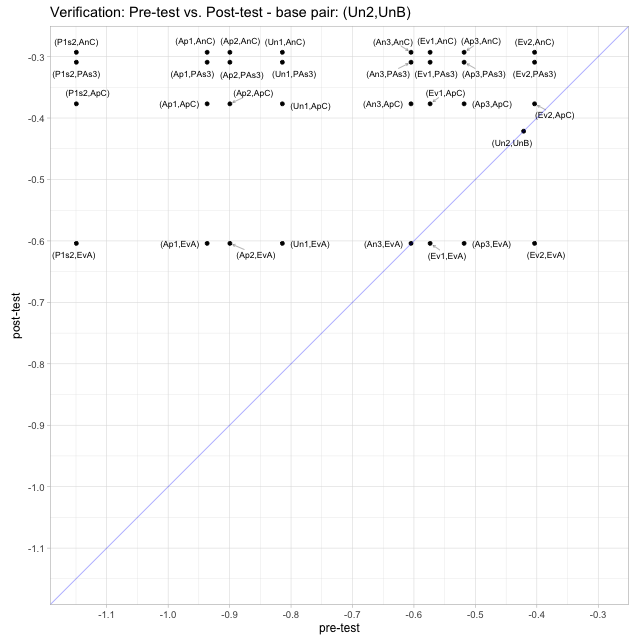 Verification: Pre-test vs. Post-test - base pair: (Un2,UnB)
(P1s2,AnC) (Ap1,AnC) (Ap2,AnC) (Un1,AnC) (An3,AnC) (Ev1,AnC) (Ap3,AnC) (Ev2,AnC)
-0.3
(P1s2,PAs3) (Ap1,PAs3) (Ap2,PAs3) (Un1,PAs3) (An3,PAs3) (Ev1,PAs3) (Ap3,PAs3) (Ev2,PAs3)
(P1s2,ApC) (Ap2,ApC) (Ev1,ApC)
(Ap1,ApC) (Un1,ApC) (An3,ApC) (Ap3,ApC)
(Ev2,ApC)
-0.4
(Un2,UnB)
-0.5
-0.6
(Ap1,EvA) (Un1,EvA) (An3,EvA) (Ap3,EvA)
(P1s2,EvA) (Ap2,EvA) (Ev1,EvA) (Ev2,EvA)
-0.7
-0.8
-0.9
-1.0
-1.1
post-test
-1.1 -1.0 -0.9 -0.8 -0.7 -0.6 -0.5 -0.4 -0.3
pre-test